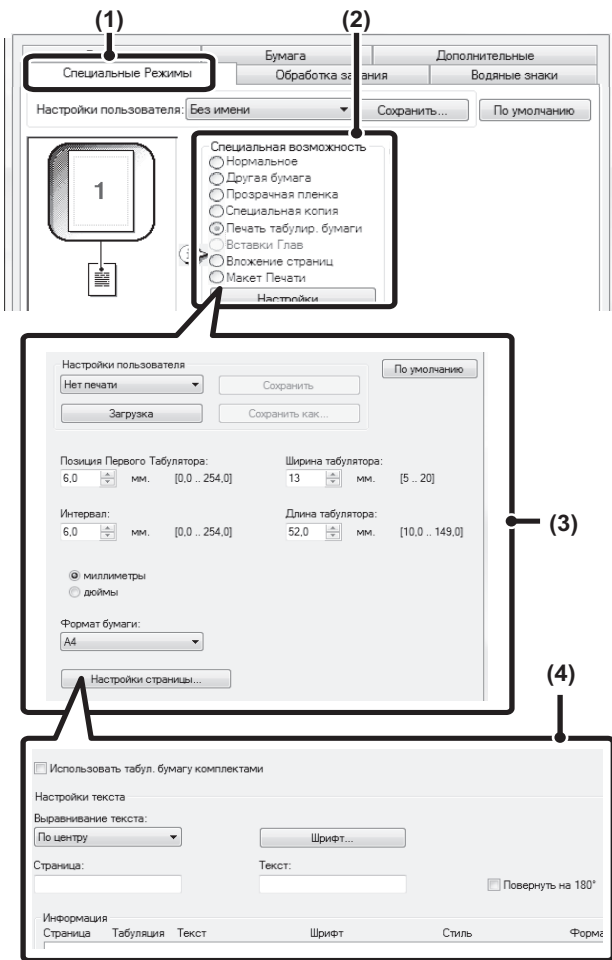 (1)
(2)
Бумага Дополнительные
Специальные Режимы Обработка задания Водяные знаки
Настройки пользователя: Без имени Сохранить... По умолчанию
1
Специальная возможность
Нормальное
Другая бумага
Прозрачная пленка
Специальная копия
Печать табулир. бумаги
Вставки Глав
Вложение страниц
Макет Печати
Настройки
(3)
Настройки пользователя
По умолчанию
Нет печати Сохранить
Загрузка Сохранить как...
Позиция Первого Табулятора: Ширина табулятора:
6,0 мм. [0,0 .. 254,0] 13 мм. [5 .. 20]
Интервал: Длина табулятора:
6,0 мм. [0,0 .. 254,0] 52,0 мм. [10,0 .. 149,0]
миллиметры
дюймы
Формат бумаги:
A4
Настройки страницы...
(4)
Использовать табул. бумагу комплектами
Настройки текста
Выравнивание текста:
По центру Шрифт...
Страница: Текст:
Повернуть на 180°
Информация
Страница Табуляция Текст Шрифт Стиль Форма